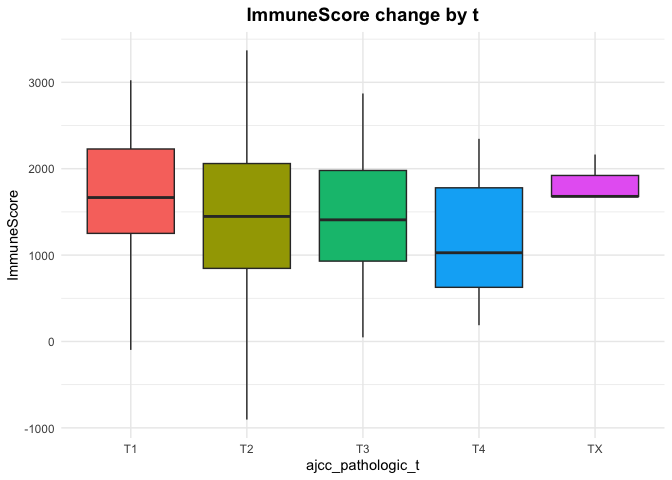 ImmuneScore change by t
3000
2000
1000
0
-1000
ImmuneScore
T1 T2 T3 T4 TX
ajcc_pathologic_t